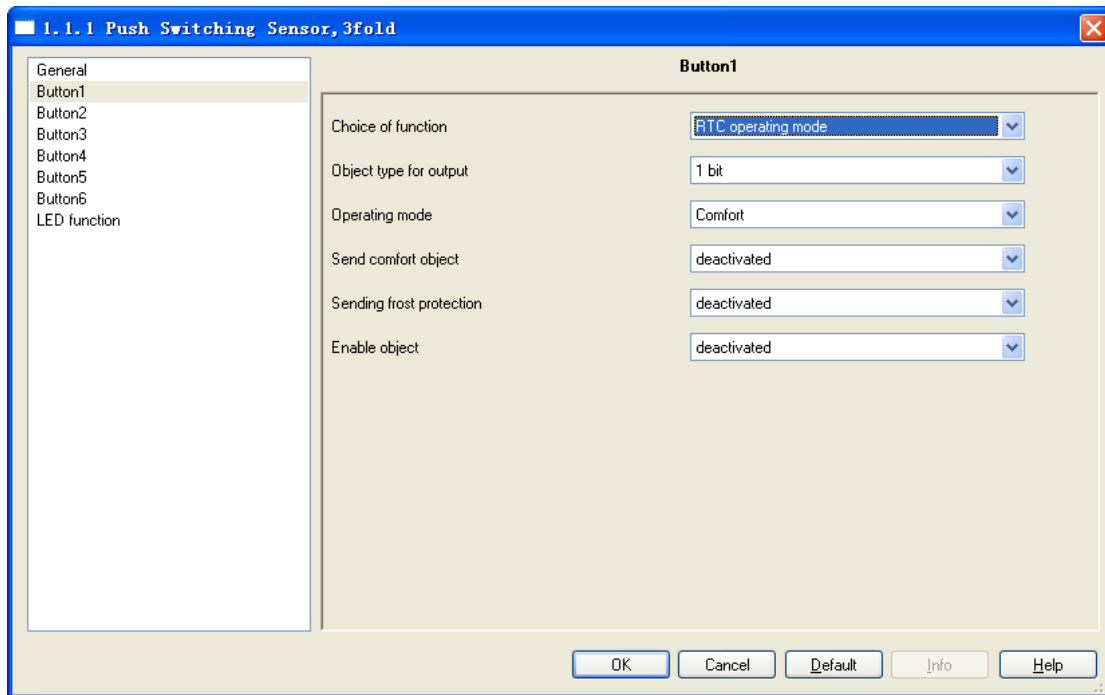 1.1.1 Push Switching Sensor,3fold
General
Button1
Button2
Button3
Button4
Button5
Button6
LED function
Button1
Choice of function RTC operating mode
Object type for output 1 bit
Operating mode Comfort
Send comfort object deactivated
Sending frost protection deactivated
Enable object deactivated
OK Cancel Default Info Help